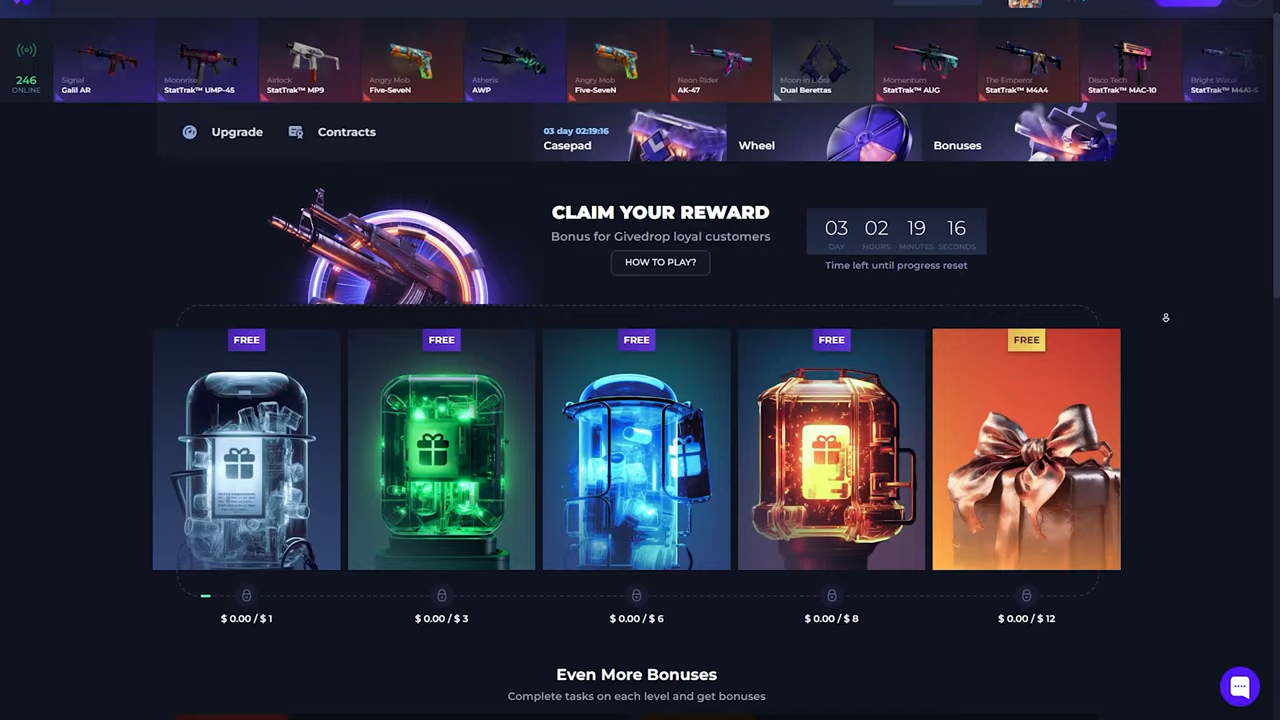 246
ONLINE
Signal
Galil AR
Moonrise
StatTrak™ UMP-45
Airlock
StatTrak™ MP9
Angry Mob
Five-SeveN
Atheris
AWP
Angry Mob
Five-SeveN
Neon Rider
AK-47
Moon in Libra
Dual Berettas
Momentum
StatTrak™ AUG
The Emperor
StatTrak™ M4A4
Disco Tech
StatTrak™ MAC-10
Bright Water
StatTrak™ M4A1-S
Upgrade
Contracts
03 day 02:19:16
Casepad
Wheel
Bonuses
CLAIM YOUR REWARD
Bonus for Givedrop loyal customers
HOW TO PLAY?
03 02 19 16
DAY HOURS MINUTES SECONDS
Time left until progress reset
FREE
FREE
FREE
FREE
FREE
$ 0.00 / $ 1
$ 0.00 / $ 3
$ 0.00 / $ 6
$ 0.00 / $ 8
$ 0.00 / $ 12
Even More Bonuses
Complete tasks on each level and get bonuses